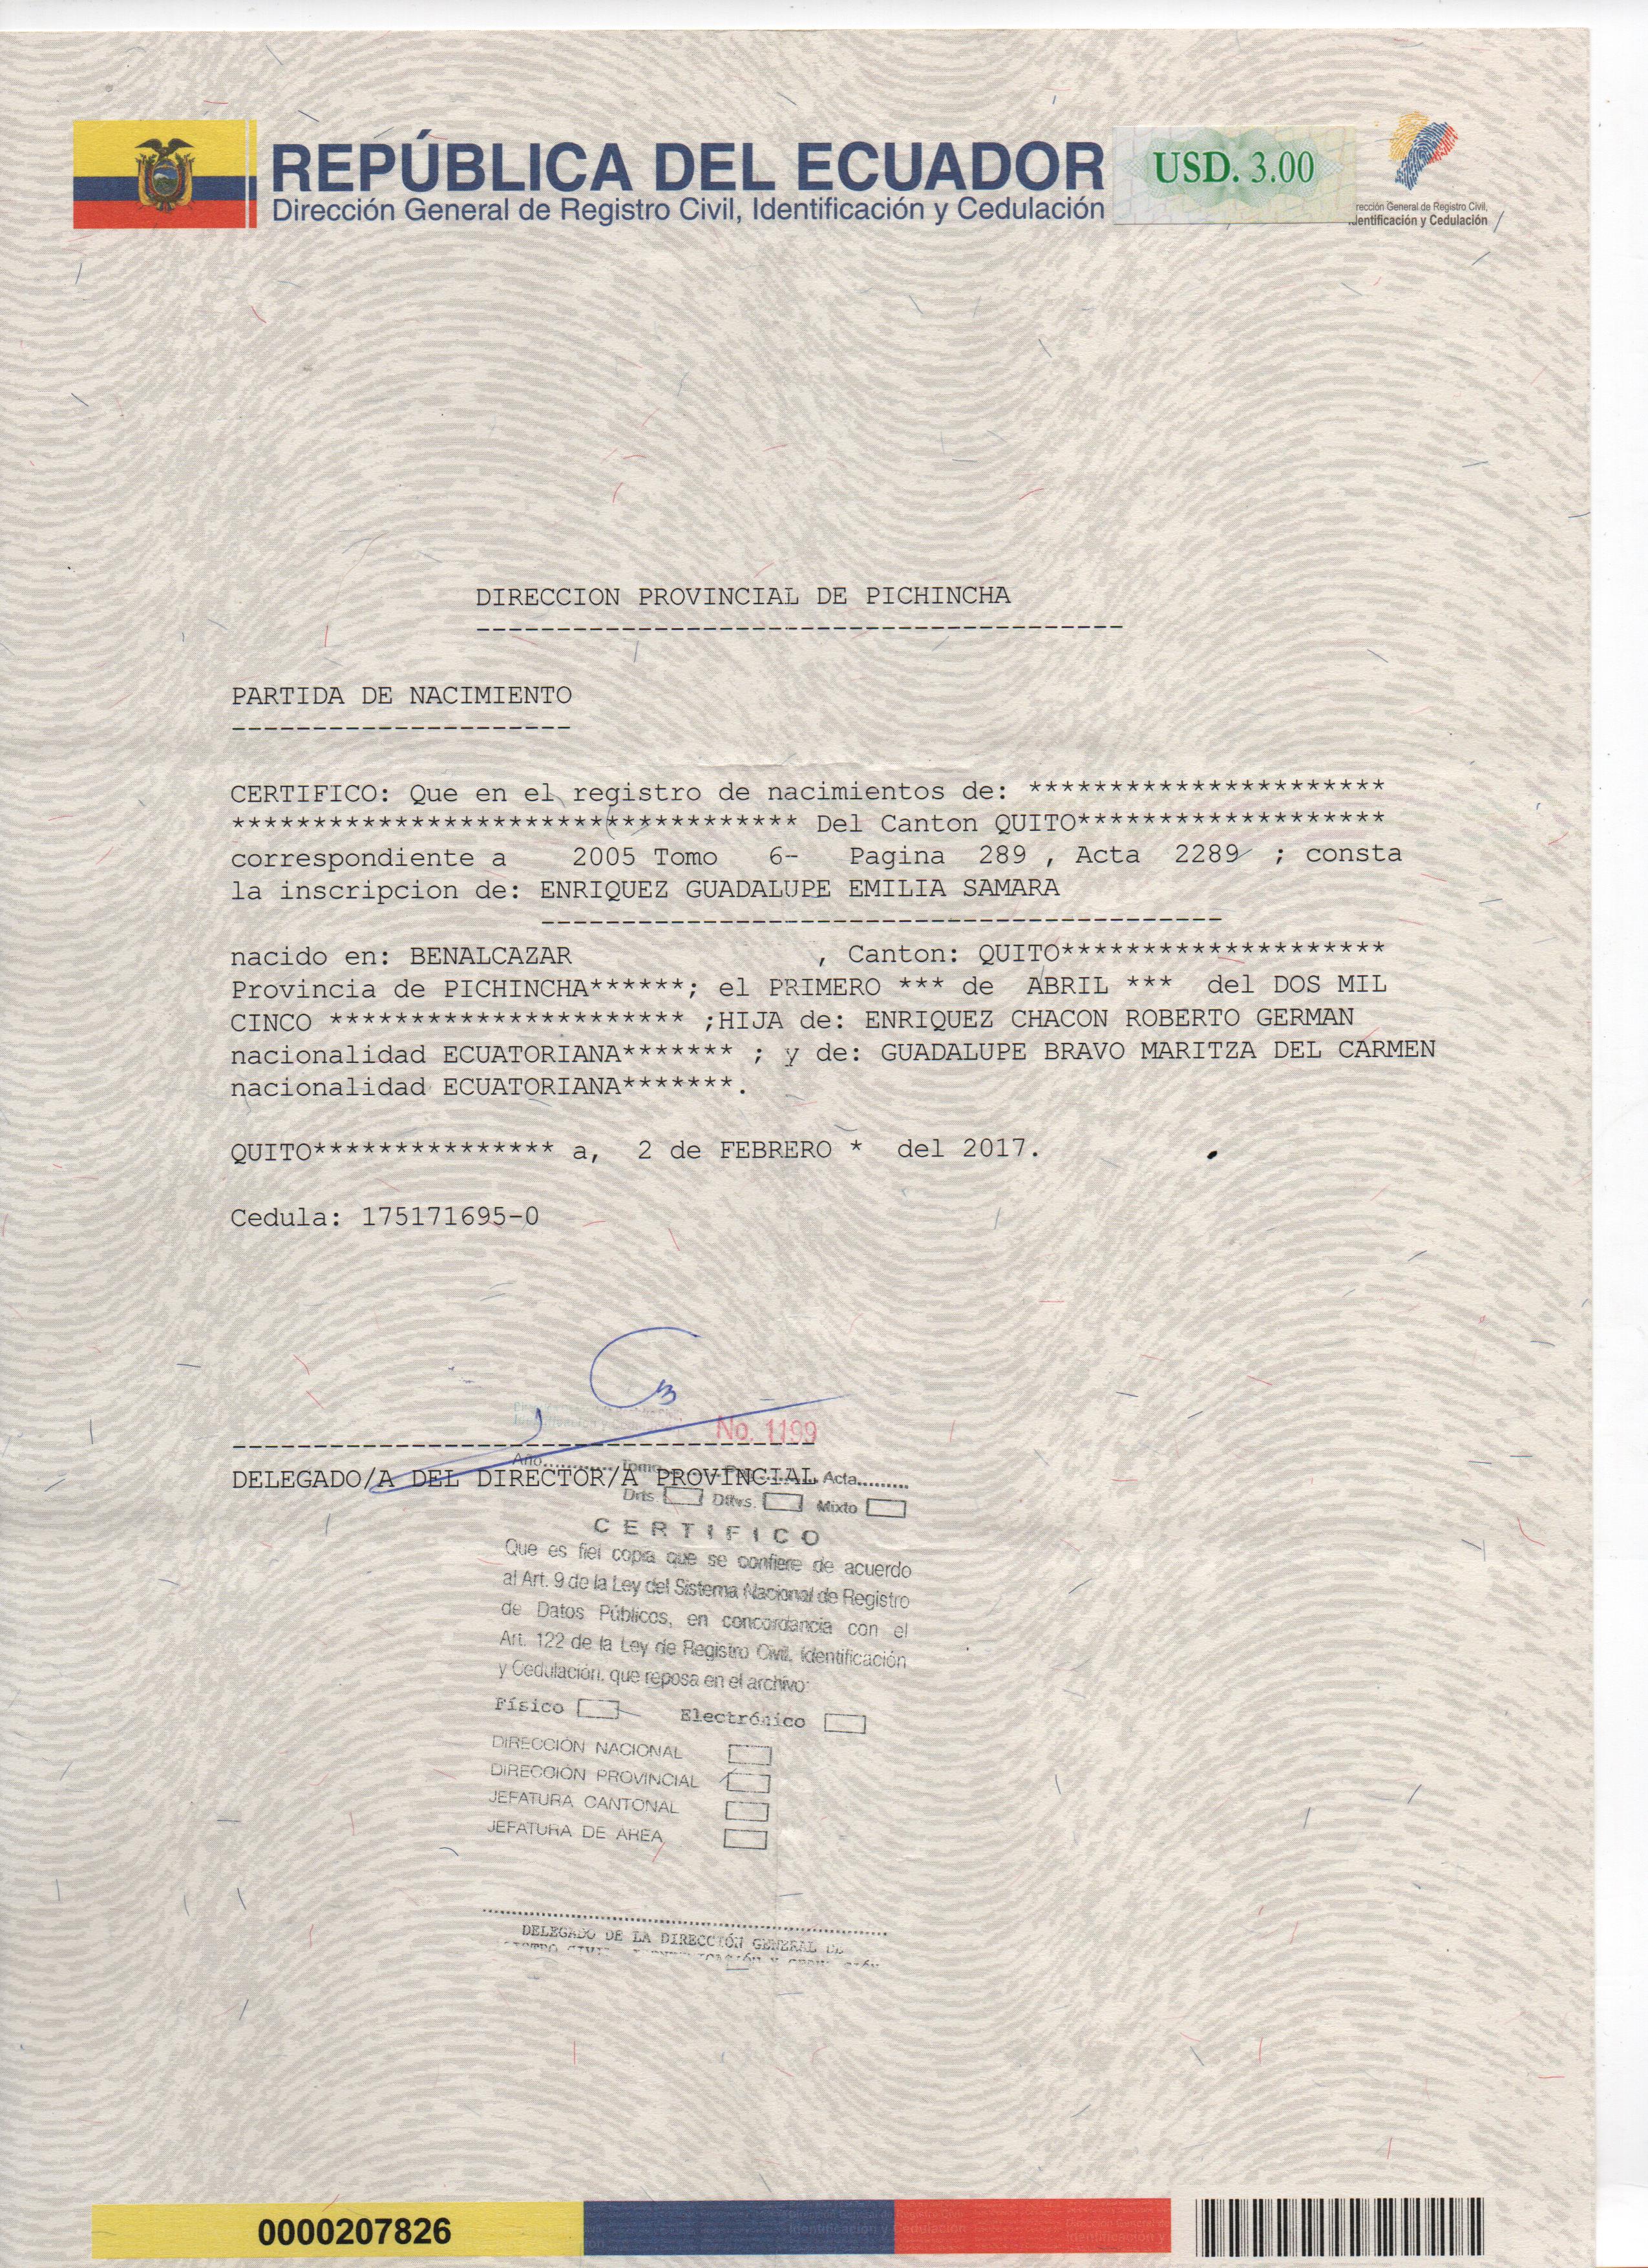 REPÚBLICA DEL ECUADOR
Dirección General de Registro Civil, Identificación y Cedulación
USD. 3.00
rección General de Registro Civil,
dentificación y Cedulación
DIRECCION PROVINCIAL DE PICHINCHA
----------------------------------------
PARTIDA DE NACIMIENTO
---------------------
CERTIFICO: Que en el registro de nacimientos de: **********************
*********************************** Del Canton QUITO*******************
correspondiente a 2005 Tomo 6- Pagina 289 , Acta 2289 ; consta
la inscripcion de: ENRIQUEZ GUADALUPE EMILIA SAMARA
------------------------------------------
nacido en: BENALCAZAR , Canton: QUITO********************
Provincia de PICHINCHA******; el PRIMERO *** de ABRIL *** del DOS MIL
CINCO ********************** ;HIJA de: ENRIQUEZ CHACON ROBERTO GERMAN
nacionalidad ECUATORIANA******* ; y de: GUADALUPE BRAVO MARITZA DEL CARMEN
nacionalidad ECUATORIANA*******.
QUITO*************** a, 2 de FEBRERO * del 2017.
Cedula: 175171695-0
No. 1199
------------------------------------
DELEGADO/A DEL DIRECTOR/A PROVINCIAL
Año............ Tomo Acta.........
Drts. Dtlvs. Mixto
CERTIFICO
Que es fiel copia que se confiere de acuerdo
al Art. 9 de la Ley del Sistema Nacional de Registro
de Datos Públicos, en concordancia con el
Art. 122 de la Ley de Registro Civil, Identificación
y Cedulación, que reposa en el archivo:
Físico Electrónico
DIRECCIÓN NACIONAL
DIRECCIÓN PROVINCIAL
JEFATURA CANTONAL
JEFATURA DE AREA
DELEGADO DE LA DIRECCIÓN GENERAL DE
0000207826
Identificación y Cedulación